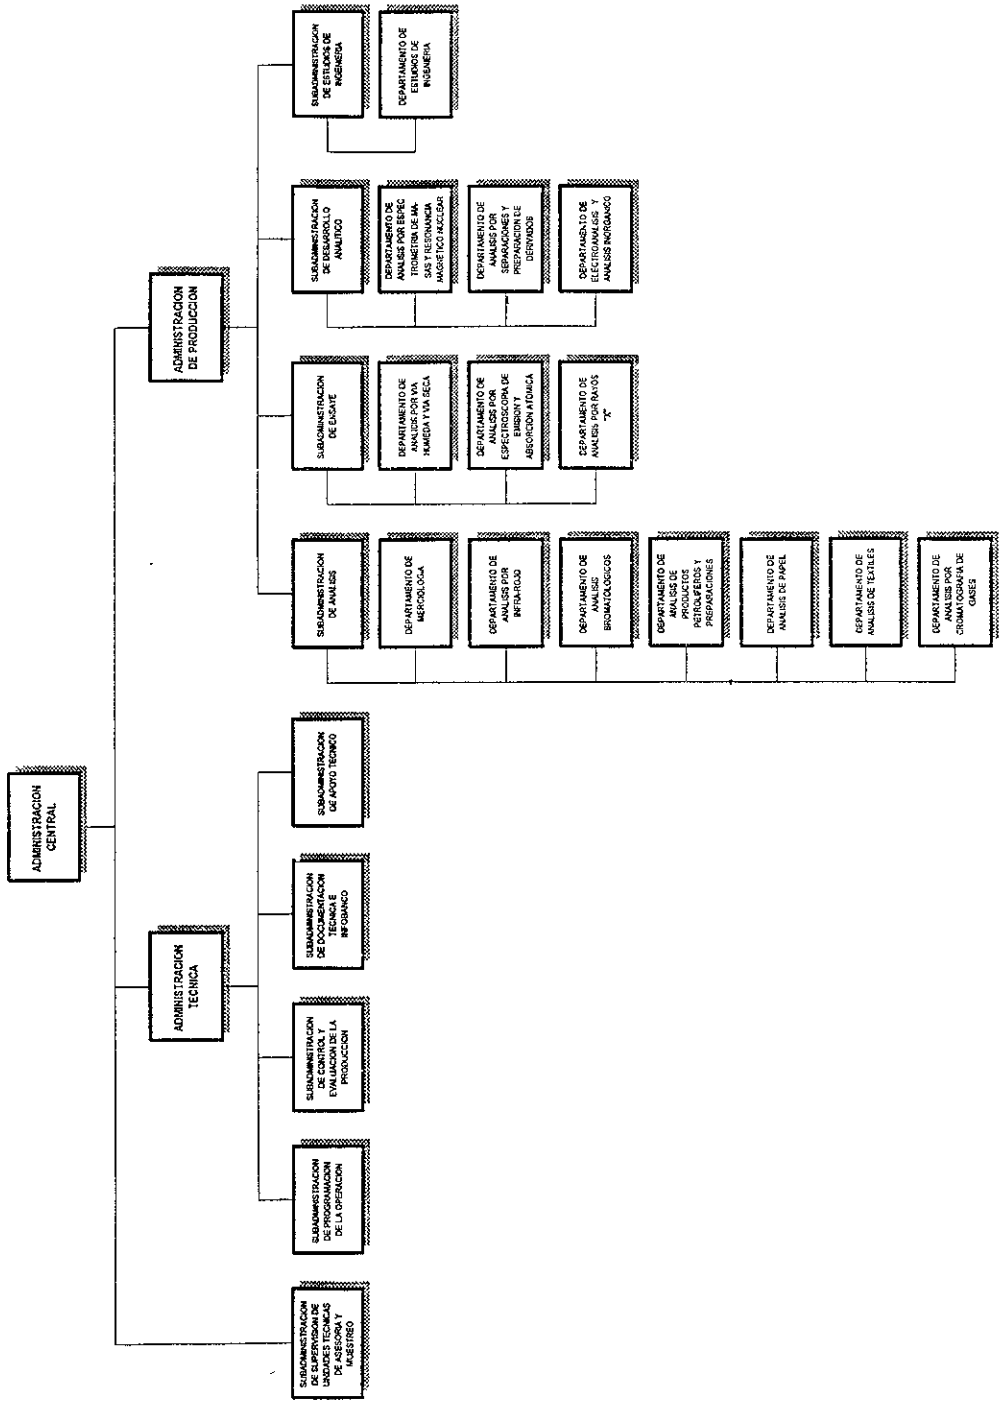 ADMINISTRACION
CENTRAL
ADMINISTRACION
TECNICA
ADMINISTRACION
DE PRODUCCION
SUBADMINISTRACION
DE SUPERVISION DE
UNIDADES TECNICAS
DE ASESORIA Y
MUESTREO
SUBADMINISTRACION
DE PROGRAMACION
DE LA OPERACION
SUBADMINISTRACION
DE CONTROL Y
EVALUACION DE LA
PRODUCCION
SUBADMINISTRACION
DE DOCUMENTACION
TECNICA E
INFOBANCO
SUBADMINISTRACION
DE APOYO TECNICO
SUBADMINISTRACION
DE ANALISIS
DEPARTAMENTO DE
MERCIOLOGIA
DEPARTAMENTO DE
ANALISIS POR
INFRARROJO
DEPARTAMENTO DE
ANALISIS
BROMATOLOGICOS
DEPARTAMENTO DE
ANALISIS DE
PRODUCTOS
PETROLIFEROS Y
PREPARACIONES
DEPARTAMENTO DE
ANALISIS DE PAPEL
DEPARTAMENTO DE
ANALISIS DE TEXTILES
DEPARTAMENTO DE
ANALISIS POR
CROMATOGRAFIA DE
GASES
SUBADMINISTRACION
DE ENSAYE
DEPARTAMENTO DE
ANALISIS POR VIA
HUMEDA Y VIA SECA
DEPARTAMENTO DE
ANALISIS POR
ESPECTROSCOPIA DE
EMISION Y
ABSORCION ATOMICA
DEPARTAMENTO DE
ANALISIS POR RAYOS
"X"
SUBADMINISTRACION
DE DESARROLLO
ANALITICO
DEPARTAMENTO DE
ANALISIS POR ESPEC
TROMETRIA DE MA-
SAS Y RESONANCIA
MAGNETICO NUCLEAR
DEPARTAMENTO DE
ANALISIS POR
SEPARACIONES Y
PREPARACION DE
DERIVADOS
DEPARTAMENTO DE
ELECTROANALISIS Y
ANALISIS INORGANICO
SUBADMINISTRACION
DE ESTUDIOS DE
INGENIERIA
DEPARTAMENTO DE
ESTUDIOS DE
INGENIERIA